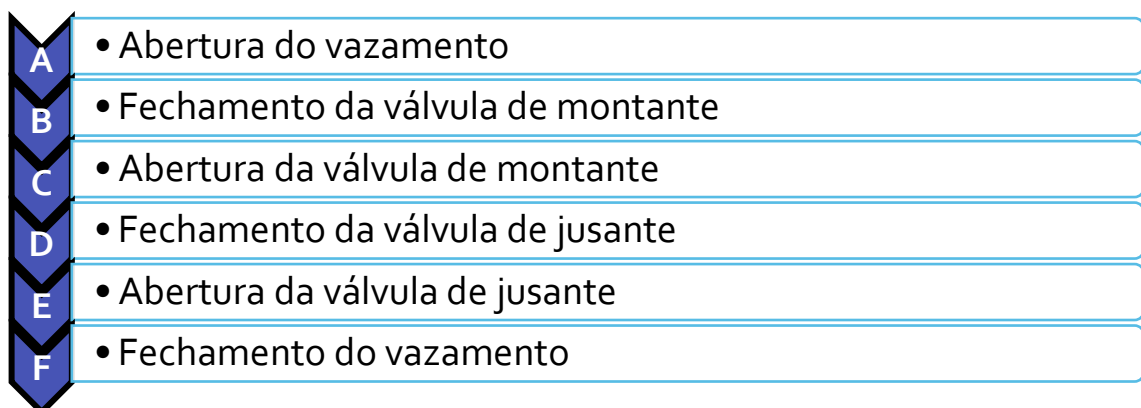 A • Abertura do vazamento
B • Fechamento da válvula de montante
C • Abertura da válvula de montante
D • Fechamento da válvula de jusante
E • Abertura da válvula de jusante
F • Fechamento do vazamento